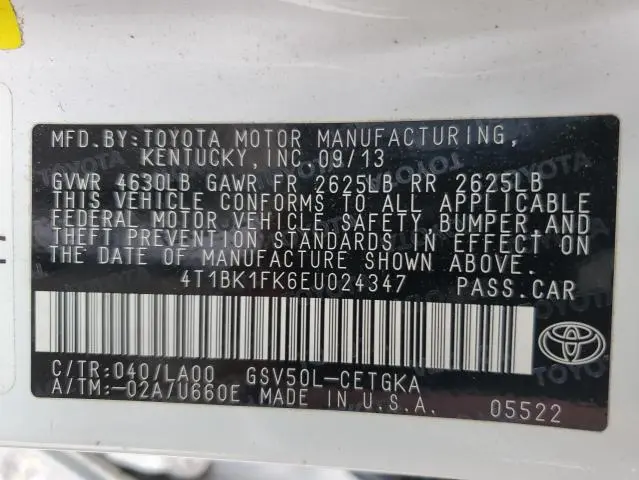 MFD.BY:TOYOTA MOTOR MANUFACTURING,
KENTUCKY,INC 09/13
GVWR 4630LB GAWR FR 2625LB RR 2625LB
THIS VEHICLE CONFORMS TO ALL APPLICABLE
FEDERAL MOTOR VEHICLE SAFETY,BUMPER,AND
THEFT PREVENTION STANDARDS IN EFFECT ON
THE DATE OF MANUFACTURE SHOWN ABOVE.
4T1BK1FK6EU024347 PASS.CAR
C/TR:040/LA00 GSV50L-CETGKA
A/TM:-02A/U660E MADE IN U.S.A. 05522
TOYOTA